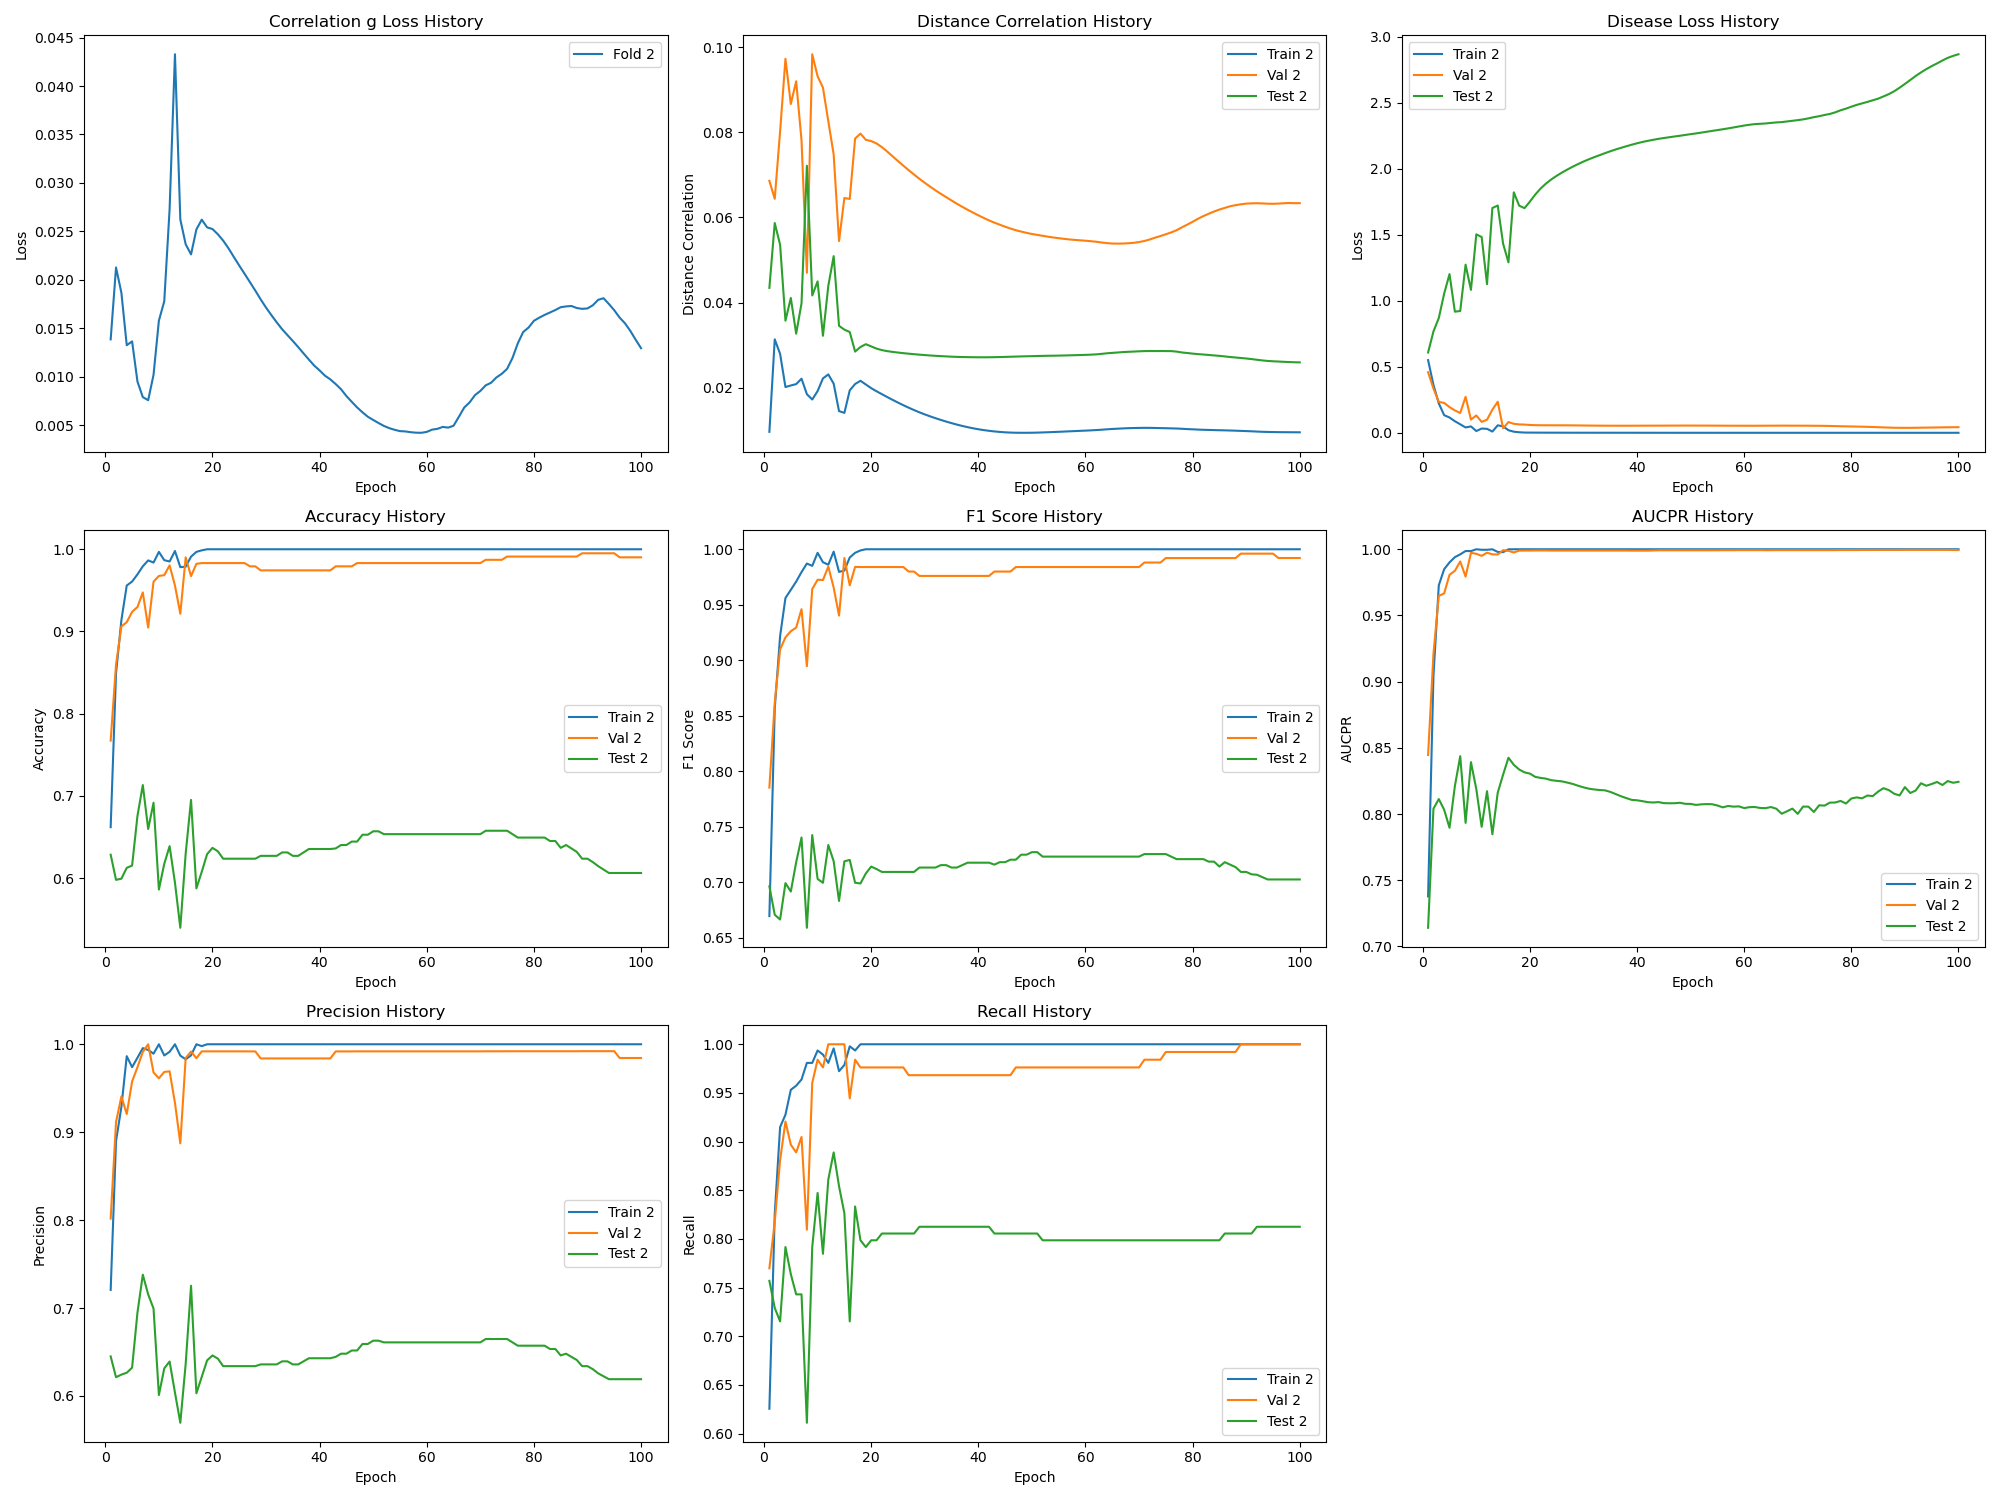 Correlation g Loss History
0.045
0.040
0.035
0.030
0.025
0.020
0.015
0.010
0.005
Loss
Fold 2
0 20 40 60 80 100
Epoch
Distance Correlation History
0.10
0.08
0.06
0.04
0.02
Distance Correlation
Train 2
Val 2
Test 2
0 20 40 60 80 100
Epoch
Disease Loss History
3.0
2.5
2.0
1.5
1.0
0.5
0.0
Loss
Train 2
Val 2
Test 2
0 20 40 60 80 100
Epoch
Accuracy History
1.0
0.9
0.8
0.7
0.6
Accuracy
Train 2
Val 2
Test 2
0 20 40 60 80 100
Epoch
F1 Score History
1.00
0.95
0.90
0.85
0.80
0.75
0.70
0.65
F1 Score
Train 2
Val 2
Test 2
0 20 40 60 80 100
Epoch
AUCPR History
1.00
0.95
0.90
0.85
0.80
0.75
0.70
AUCPR
Train 2
Val 2
Test 2
0 20 40 60 80 100
Epoch
Precision History
1.0
0.9
0.8
0.7
0.6
Precision
Train 2
Val 2
Test 2
0 20 40 60 80 100
Epoch
Recall History
1.00
0.95
0.90
0.85
0.80
0.75
0.70
0.65
0.60
Recall
Train 2
Val 2
Test 2
0 20 40 60 80 100
Epoch